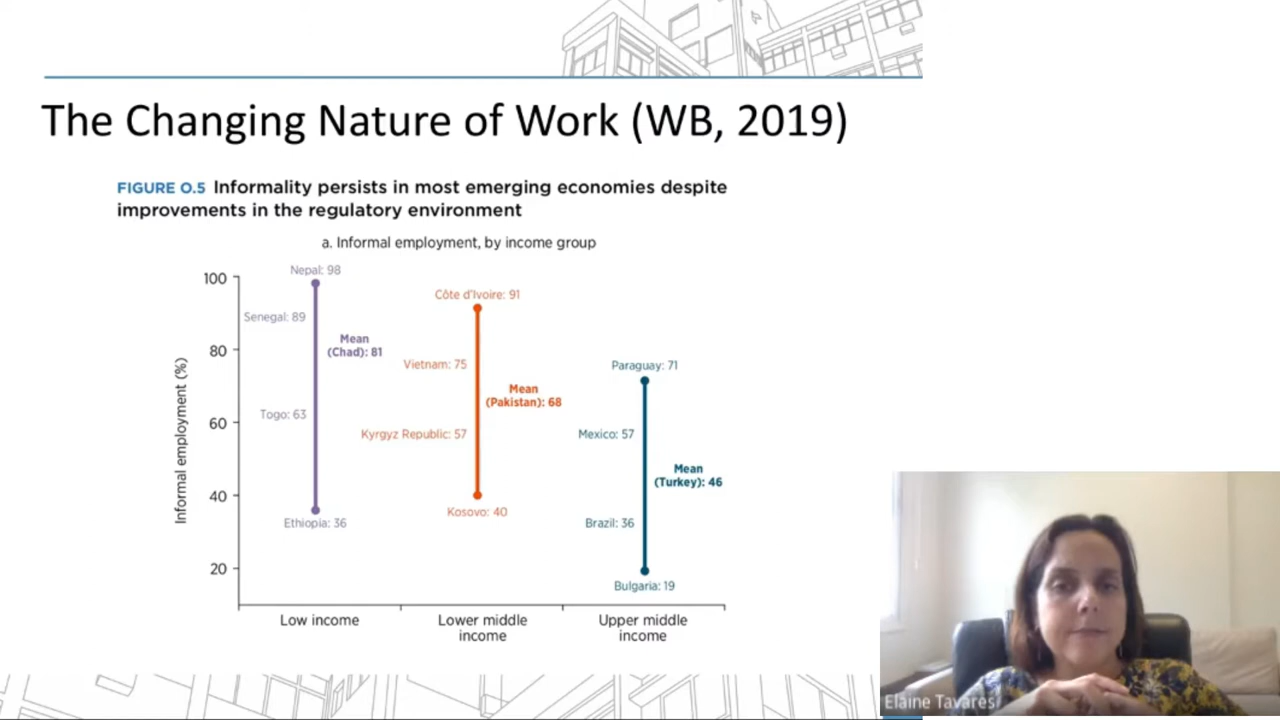 The Changing Nature of Work (WB, 2019)
FIGURE O.5 Informality persists in most emerging economies despite
improvements in the regulatory environment
a. Informal employment, by income group
Informal employment (%)
100
80
60
40
20
Nepal: 98
Senegal: 89
Mean
(Chad): 81
Togo: 63
Ethiopia: 36
Côte d'Ivoire: 91
Vietnam: 75
Mean
(Pakistan): 68
Kyrgyz Republic: 57
Kosovo: 40
Paraguay: 71
Mexico: 57
Mean
(Turkey): 46
Brazil: 36
Bulgaria: 19
Low income
Lower middle
income
Upper middle
income
Elaine Tavares